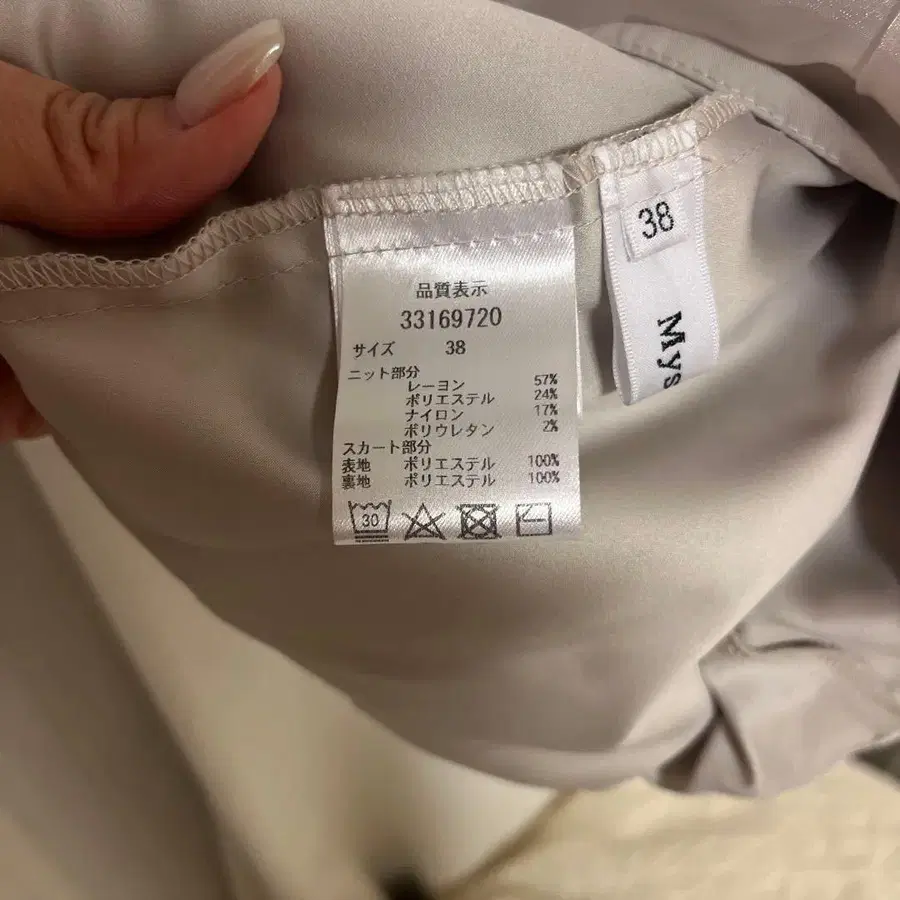 品質表示
33169720
サイズ 38
ニット部分
レーヨン 57%
ポリエステル 24%
ナイロン 17%
ポリウレタン 2%
スカート部分
表地 ポリエステル 100%
裏地 ポリエステル 100%
30
38
Mys